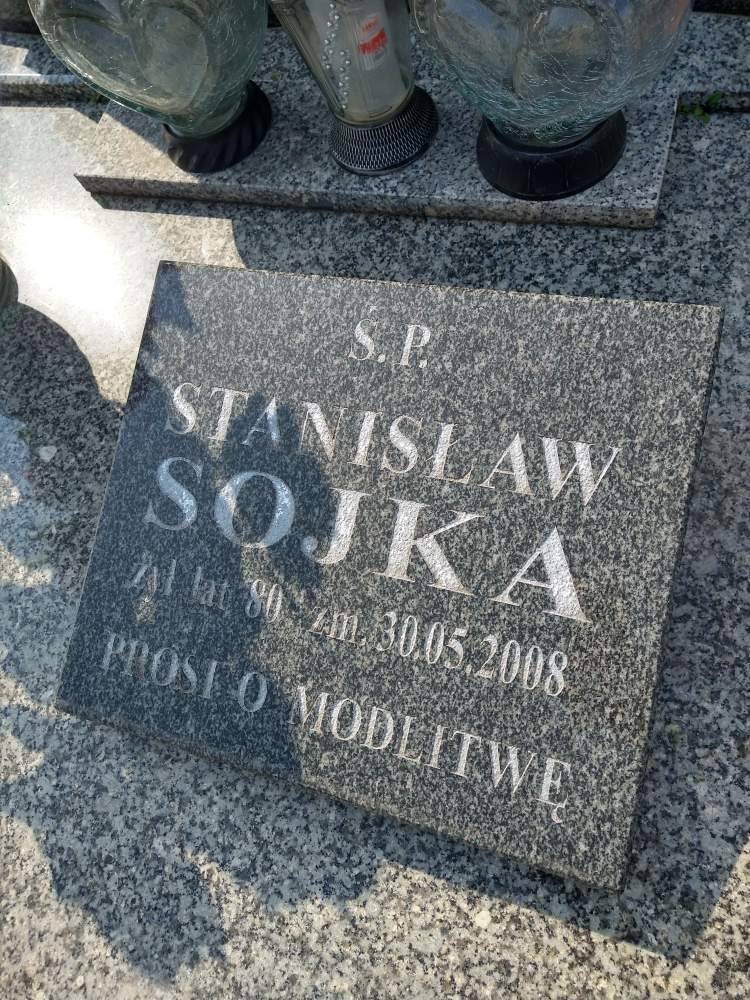 Ś. P.
STANISŁAW
SOJKA
żył lat 80 zm. 30.05.2008
PROSI O MODLITWĘ